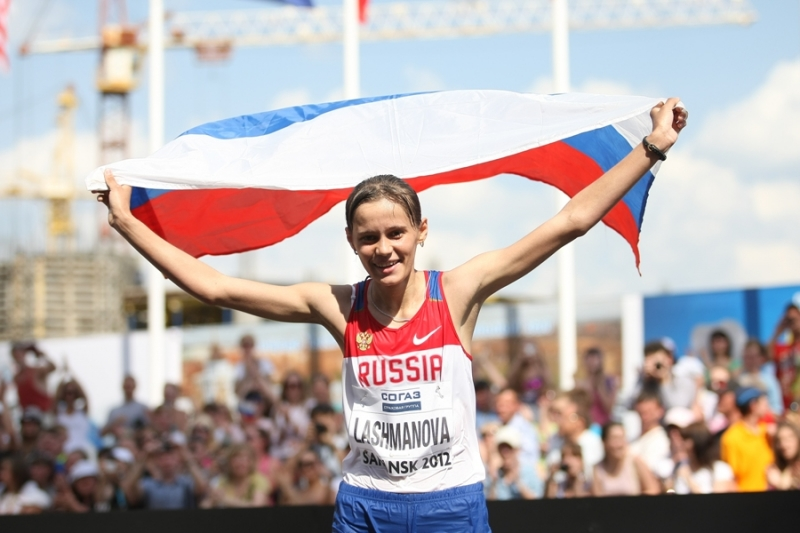 RUSSIA
СОГАЗ
LASHMANOVA
SARANSK 2012